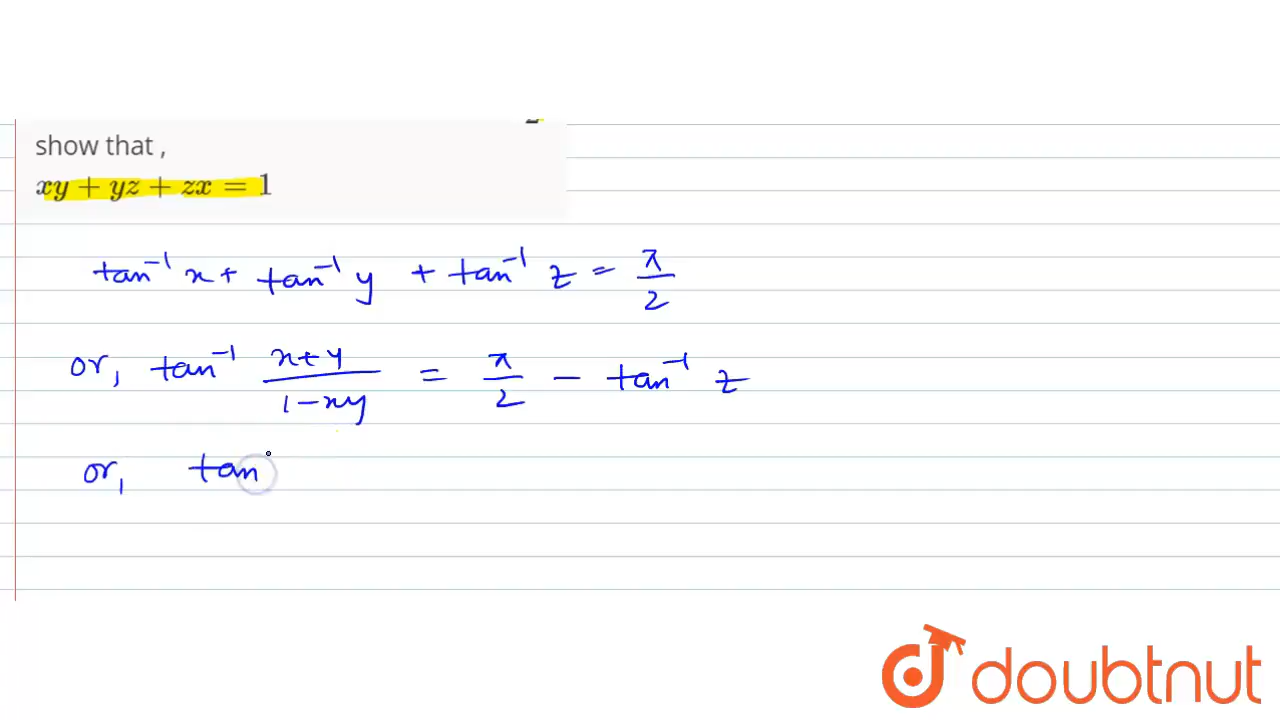 show that ,
xy + yz + zx = 1
tan⁻¹ x + tan⁻¹ y + tan⁻¹ z = π/2
or, tan⁻¹ (x+y)/(1-xy) = π/2 - tan⁻¹ z
or, tan
doubtnut